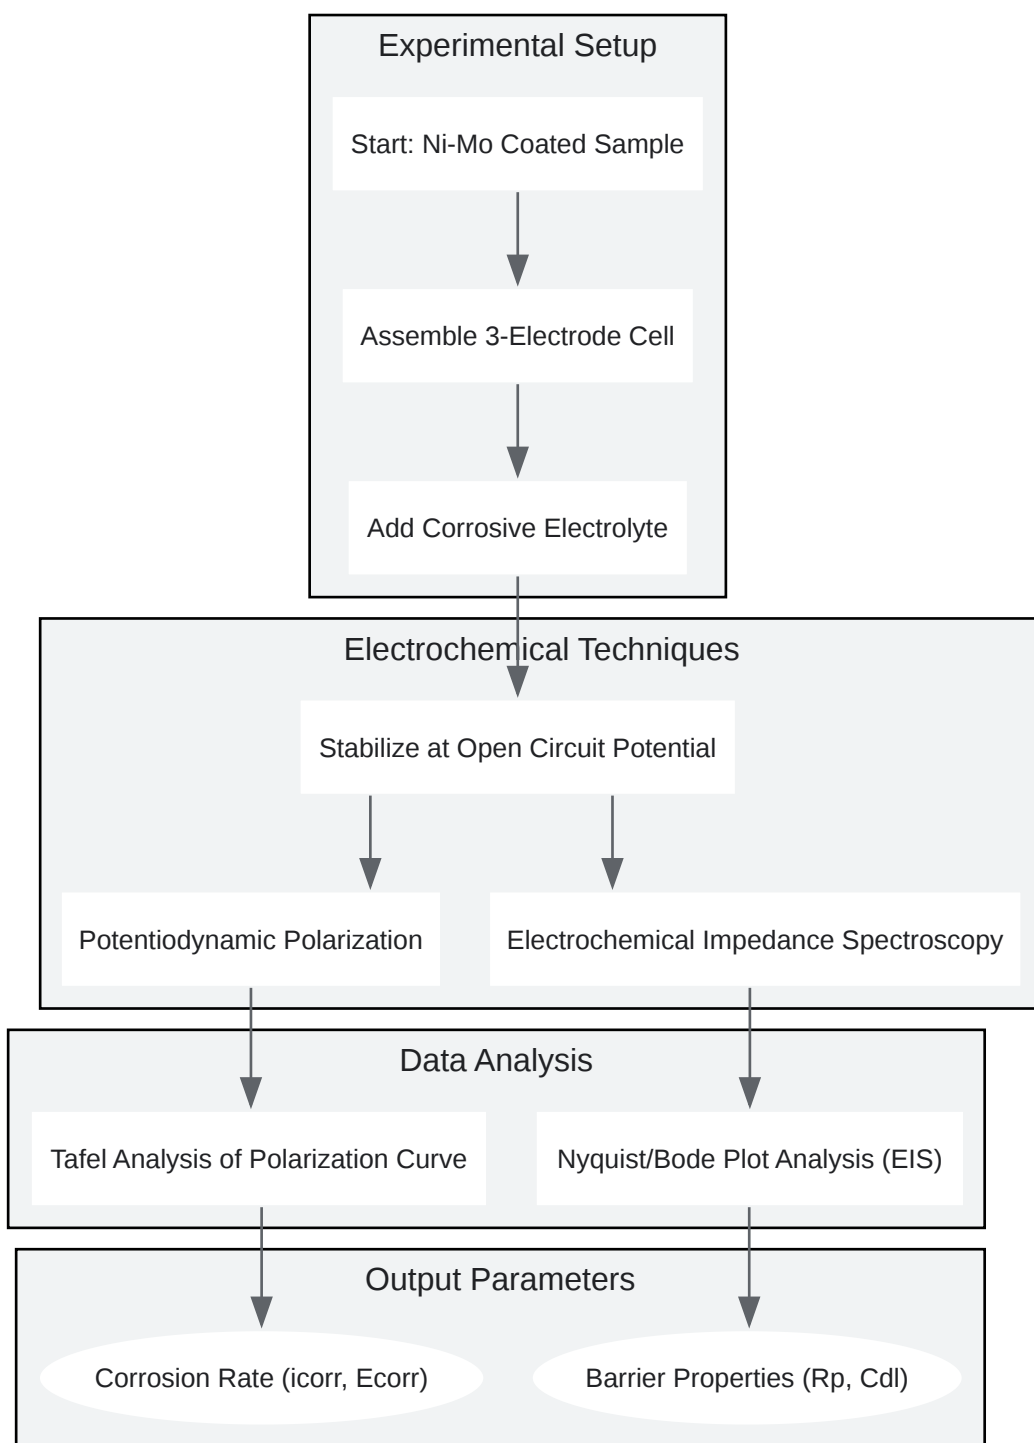 Experimental Setup
Start: Ni-Mo Coated Sample
Assemble 3-Electrode Cell
Add Corrosive Electrolyte
Electrochemical Techniques
Stabilize at Open Circuit Potential
Potentiodynamic Polarization
Electrochemical Impedance Spectroscopy
Data Analysis
Tafel Analysis of Polarization Curve
Nyquist/Bode Plot Analysis (EIS)
Output Parameters
Corrosion Rate (icorr, Ecorr)
Barrier Properties (Rp, Cdl)